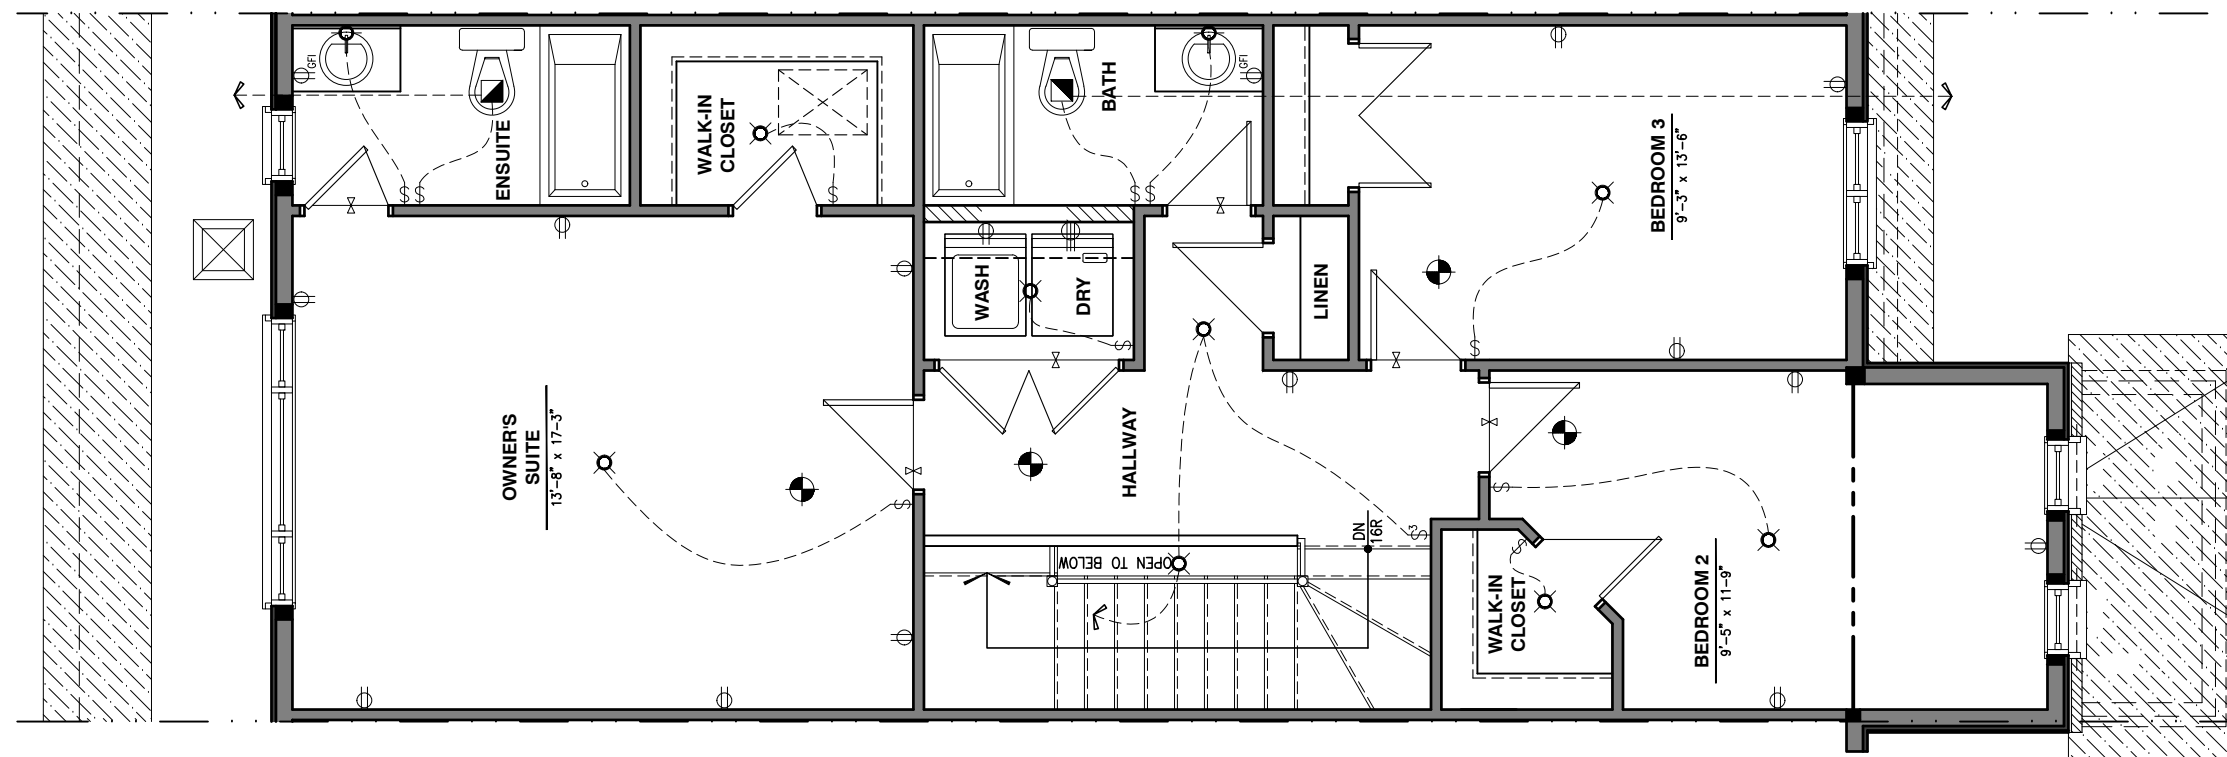 GFI
ENSUITE
WALK-IN
CLOSET
BATH
GFI
BEDROOM 3
9'-3" x 13'-6"
WASH
DRY
LINEN
OWNER'S
SUITE
13'-8" x 17'-3"
HALLWAY
OPEN TO BELOW
DN
16R
WALK-IN
CLOSET
BEDROOM 2
9'-5" x 11'-9"
S
S
S
S
S
S
S
S
S
S3
S